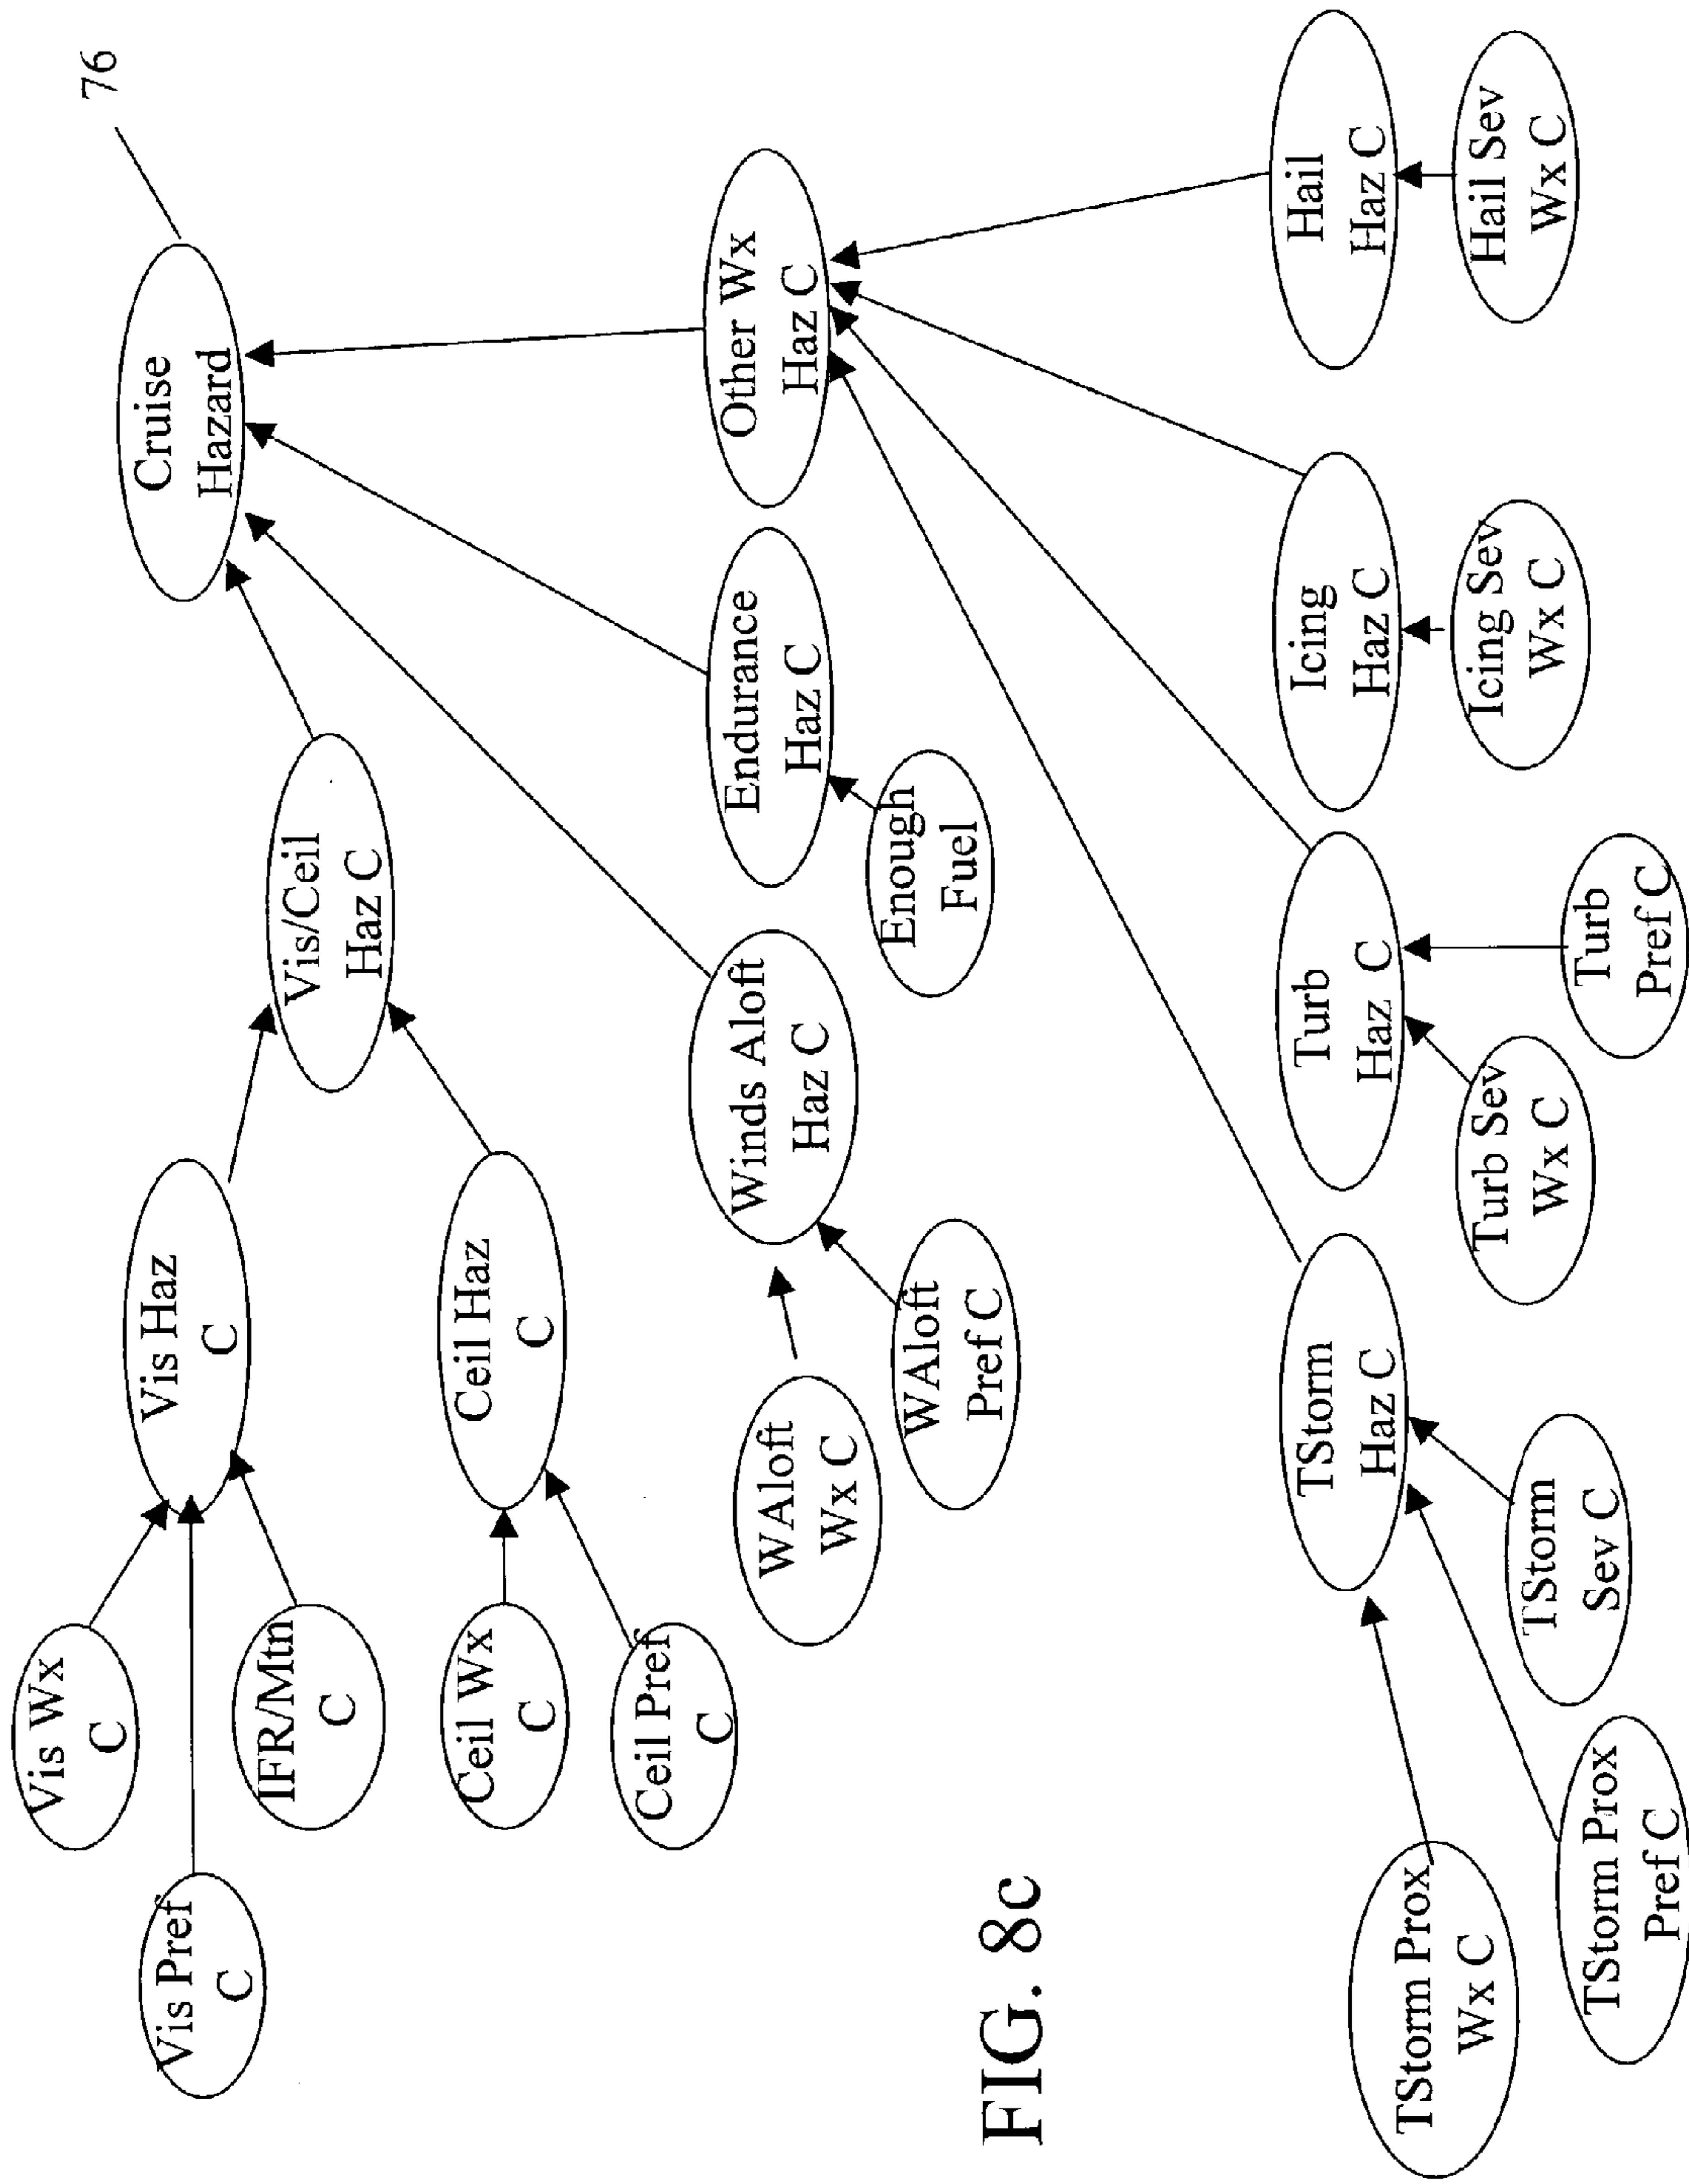 76
Cruise
Hazard
Vis Wx
C
Vis Pref
C
IFR/Mtn
C
Vis Haz
C
Vis/Ceil
Haz C
Ceil Wx
C
Ceil Pref
C
Ceil Haz
C
WAloft
Wx C
WAloft
Pref C
Winds Aloft
Haz C
Enough
Fuel
Endurance
Haz C
Other Wx
Haz C
FIG. 8c
TStorm Prox
Wx C
TStorm Prox
Pref C
TStorm
Sev C
TStorm
Haz C
Turb
Haz C
Turb Sev
Wx C
Turb
Pref C
Icing
Haz C
Icing Sev
Wx C
Hail
Haz C
Hail Sev
Wx C